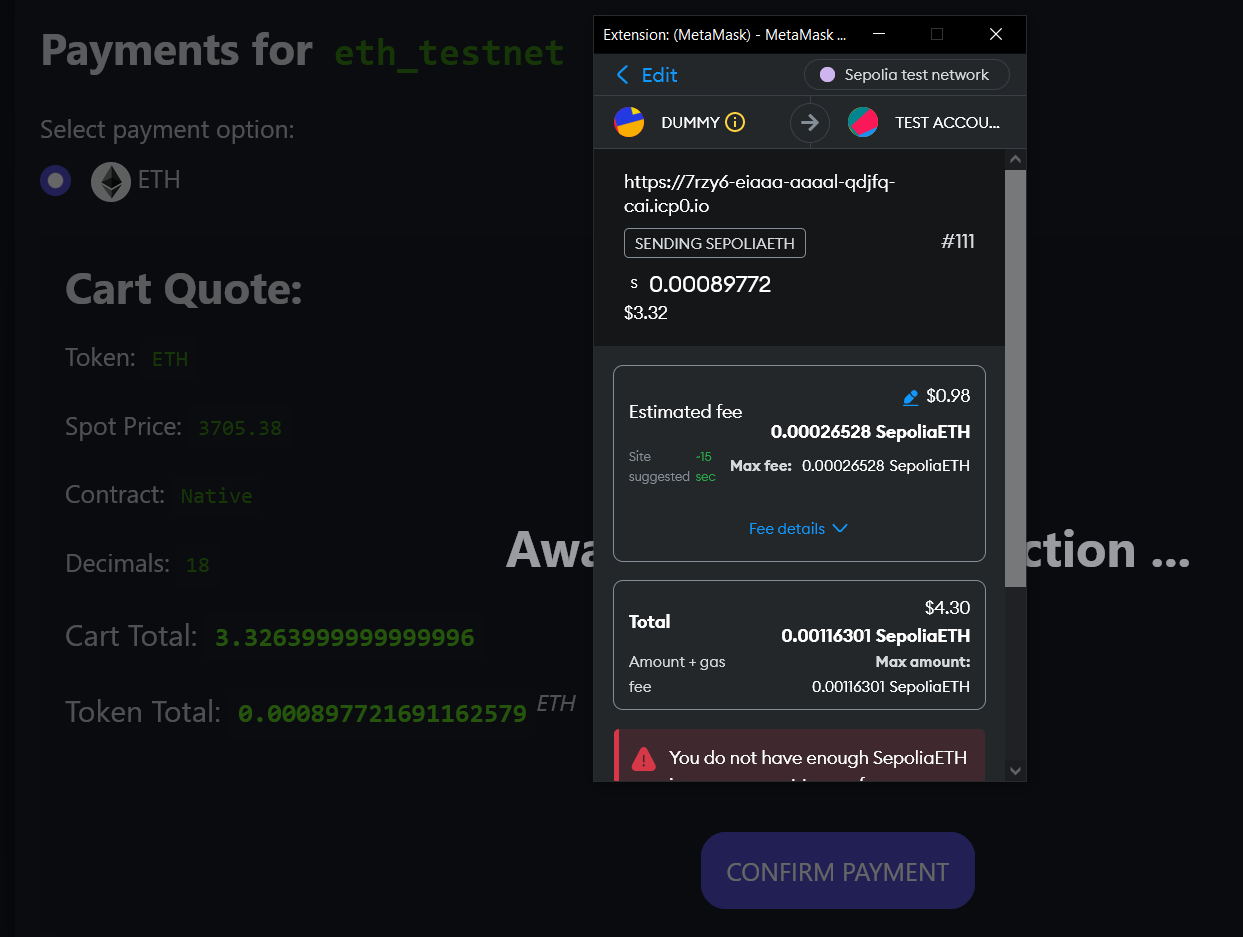 Payments for eth_testnet
Select payment option:
ETH
Cart Quote:
Token: ETH
Spot Price: 3705.38
Contract: Native
Decimals: 18
Cart Total: 3.3263999999999996
Token Total: 0.000897721691162579 ETH
ction ...
CONFIRM PAYMENT
Extension: (MetaMask) - MetaMask ...
Edit
Sepolia test network
DUMMY
TEST ACCOU...
https://7rzy6-eiaaa-aaaal-qdjfq-
cai.icp0.io
SENDING SEPOLIAETH
#111
S 0.00089772
$3.32
$0.98
Estimated fee
0.00026528 SepoliaETH
Site ~15
suggested sec
Max fee: 0.00026528 SepoliaETH
Fee details
$4.30
Total
0.00116301 SepoliaETH
Amount + gas Max amount:
fee 0.00116301 SepoliaETH
You do not have enough SepoliaETH